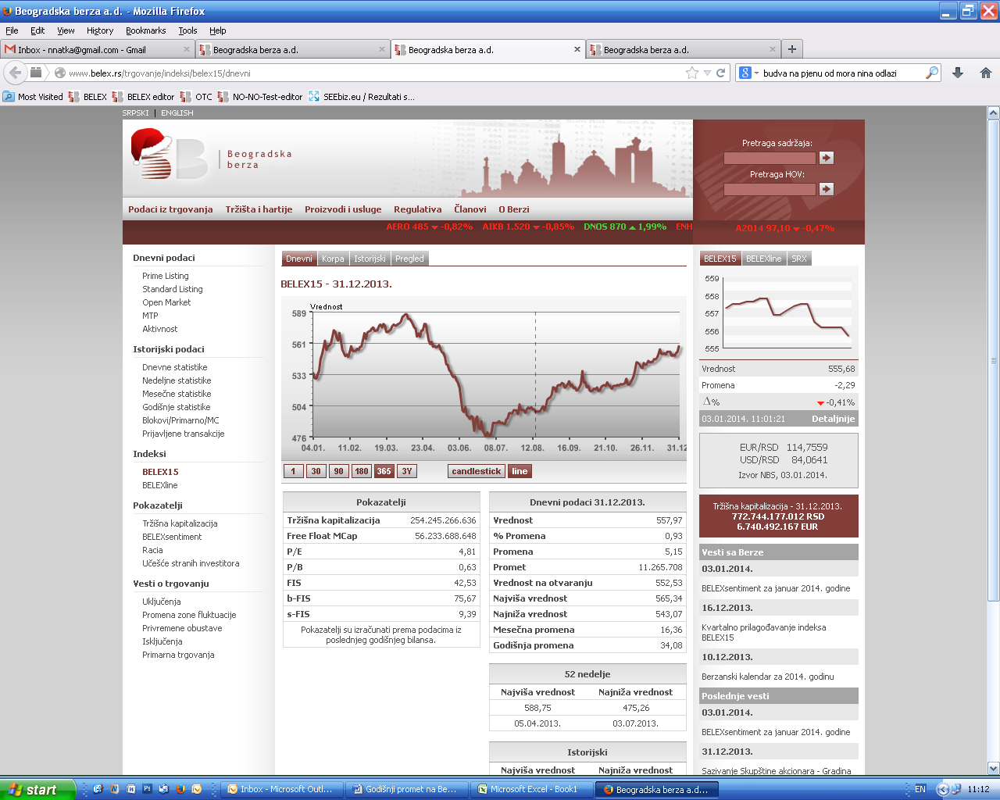 Beogradska berza a.d. - Mozilla Firefox
File Edit View History Bookmarks Tools Help
Inbox - nnatka@gmail.com - Gmail
Beogradska berza a.d.
Beogradska berza a.d.
Beogradska berza a.d.
www.belex.rs/trgovanje/indeksi/belex15/dnevni
budva na pjenu od mora nina odlazi
Most Visited BELEX BELEX editor OTC NO-NO-Test-editor SEEbiz.eu / Rezultati s...
SRPSKI | ENGLISH
Beogradska
berza
Pretraga sadržaja:
Pretraga HOV:
Podaci iz trgovanja Tržišta i hartije Proizvodi i usluge Regulativa Članovi O Berzi
AERO 485 -0,82% AIKB 1.520 -0,85% DNOS 870 1,99% ENH
A2014 97,10 -0,47%
Dnevni podaci
Prime Listing
Standard Listing
Open Market
MTP
Aktivnost
Istorijski podaci
Dnevne statistike
Nedeljne statistike
Mesečne statistike
Godišnje statistike
Blokovi/Primarno/MC
Prijavljene transakcije
Indeksi
BELEX15
BELEXline
Pokazatelji
Tržišna kapitalizacija
BELEXsentiment
Racia
Učešće stranih investitora
Vesti o trgovanju
Uključenja
Promena zone fluktuacije
Privremene obustave
Isključenja
Primarna trgovanja
Dnevni Korpa Istorijski Pregled
BELEX15 - 31.12.2013.
Vrednost
589
561
533
504
476
04.01. 11.02. 19.03. 23.04. 03.06. 08.07. 12.08. 16.09. 21.10. 26.11. 31.12
1 30 90 180 365 3Y candlestick line
Pokazatelji
Tržišna kapitalizacija 254.245.266.636
Free Float MCap 56.233.688.648
P/E 4,81
P/B 0,63
FIS 42,53
b-FIS 75,67
s-FIS 9,39
Pokazatelji su izračunati prema podacima iz
poslednjeg godišnjeg bilansa.
Dnevni podaci 31.12.2013.
Vrednost 557,97
% Promena 0,93
Promena 5,15
Promet 11.265.708
Vrednost na otvaranju 552,53
Najviša vrednost 565,34
Najniža vrednost 543,07
Mesečna promena 16,36
Godišnja promena 34,08
52 nedelje
Najviša vrednost Najniža vrednost
588,75 475,26
05.04.2013. 03.07.2013.
Istorijski
Najviša vrednost Najniža vrednost
BELEX15 BELEXline SRX
559
558
557
556
555
Vrednost 555,68
Promena -2,29
Δ% -0,41%
03.01.2014. 11:01:21 Detaljnije
EUR/RSD 114,7559
USD/RSD 84,0641
Izvor NBS, 03.01.2014.
Tržišna kapitalizacija - 31.12.2013.
772.744.177.012 RSD
6.740.492.167 EUR
Vesti sa Berze
03.01.2014.
BELEXsentiment za januar 2014. godine
16.12.2013.
Kvartalno prilagođavanje indeksa
BELEX15
10.12.2013.
Berzanski kalendar za 2014. godinu
Poslednje vesti
03.01.2014.
BELEXsentiment za januar 2014. godine
31.12.2013.
Sazivanje Skupštine akcionara - Gradina
start
Inbox - Microsoft Outl...
Godišnji promet na Be...
Microsoft Excel - Book1
Beogradska berza a.d...
EN
11:12